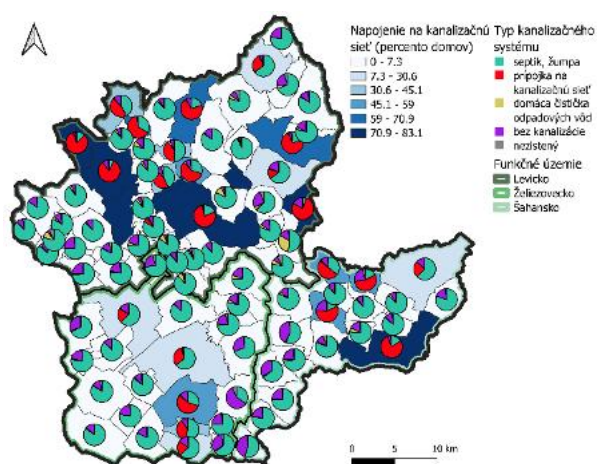 Napojenie na kanalizačnú
sieť (percento domov)
0 - 7.3
7.3 - 30.6
30.6 - 45.1
45.1 - 59
59 - 70.9
70.9 - 83.1
Typ kanalizačného
systému
septik, žumpa
prípojka na
kanalizačnú sieť
domáca čistička
odpadových vôd
bez kanalizácie
nezistený
Funkčné územie
Levicko
Želiezovecko
Šahansko
0 5 10 km